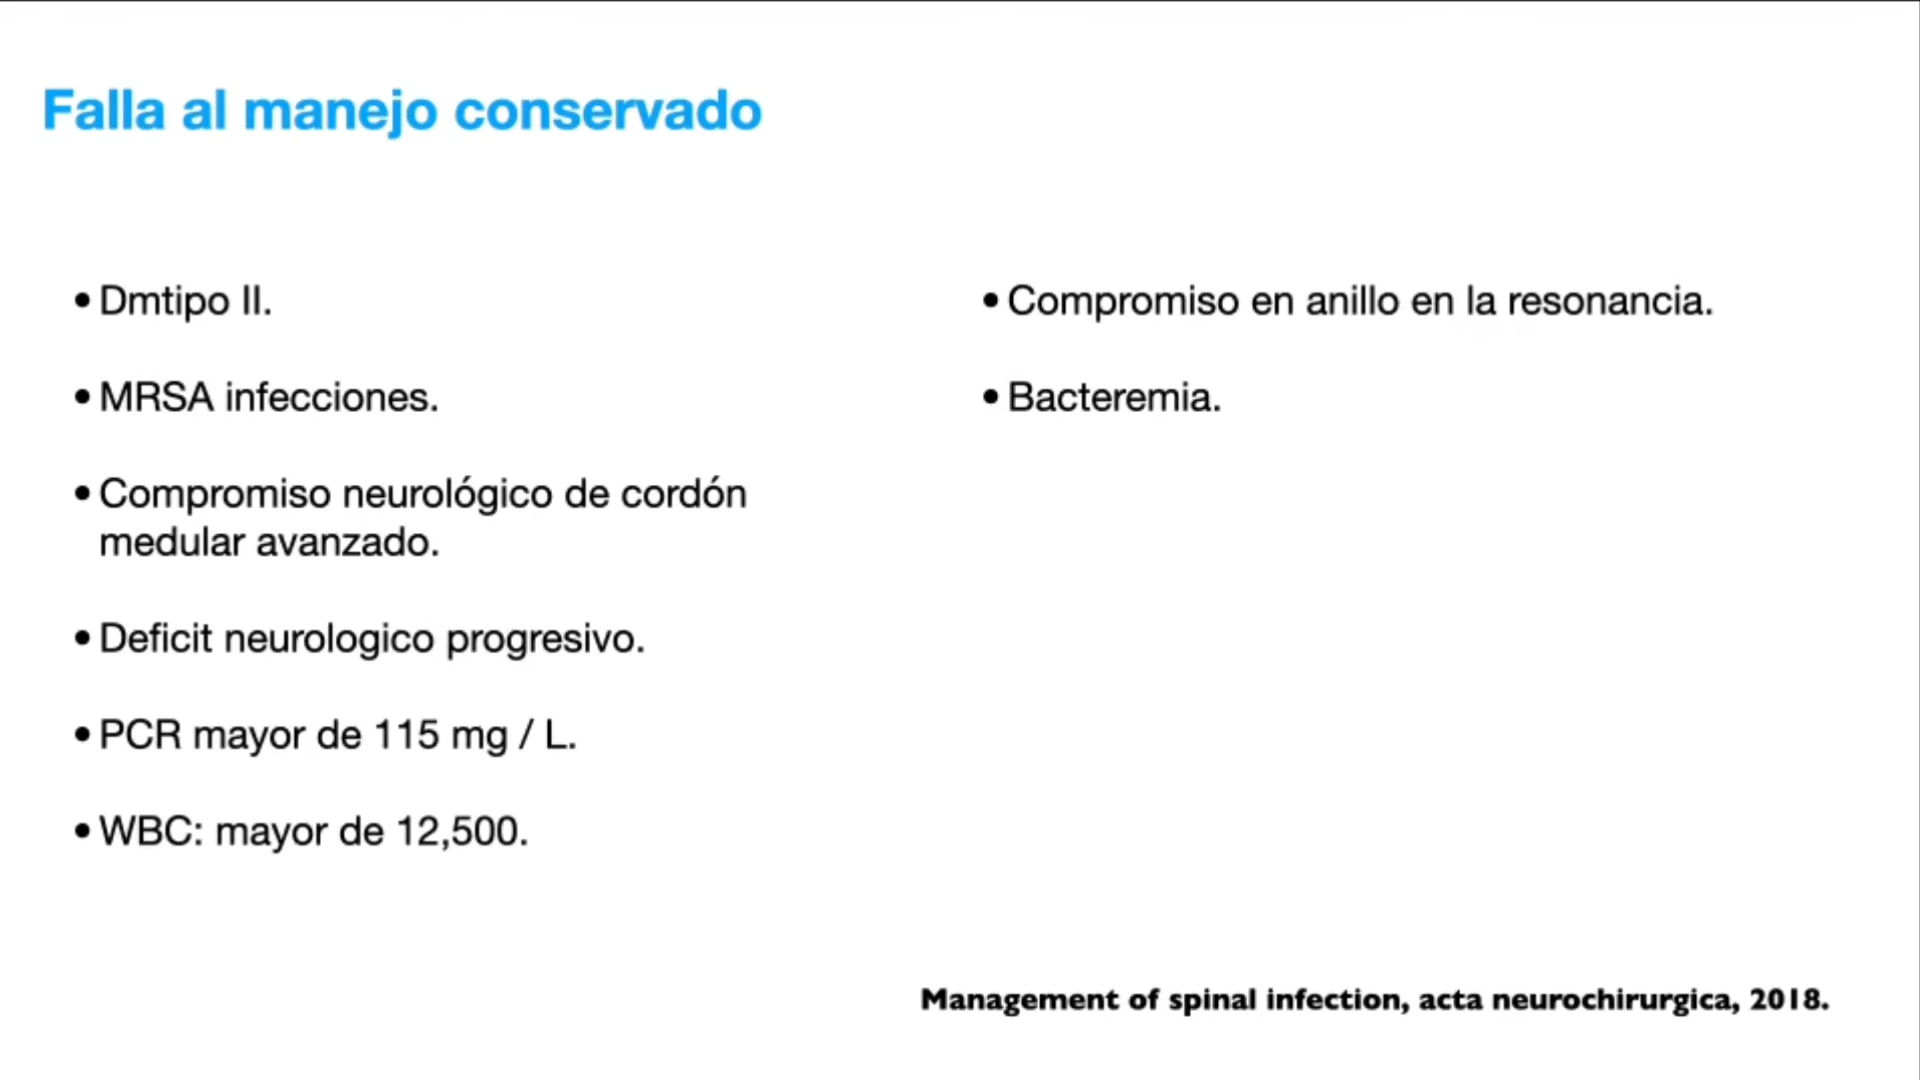 Falla al manejo conservado
• Dmtipo II.
• MRSA infecciones.
• Compromiso neurológico de cordón
medular avanzado.
• Deficit neurologico progresivo.
• PCR mayor de 115 mg / L.
• WBC: mayor de 12,500.
• Compromiso en anillo en la resonancia.
• Bacteremia.
Management of spinal infection, acta neurochirurgica, 2018.